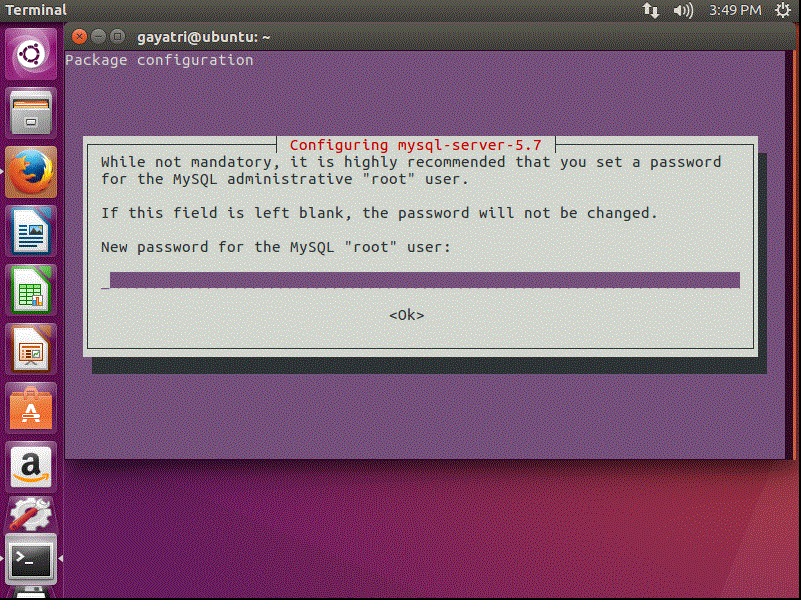 Terminal
3:49 PM
gayatri@ubuntu: ~
Package configuration
Configuring mysql-server-5.7
While not mandatory, it is highly recommended that you set a password
for the MySQL administrative "root" user.
If this field is left blank, the password will not be changed.
New password for the MySQL "root" user:
_
<Ok>
A
a
>_